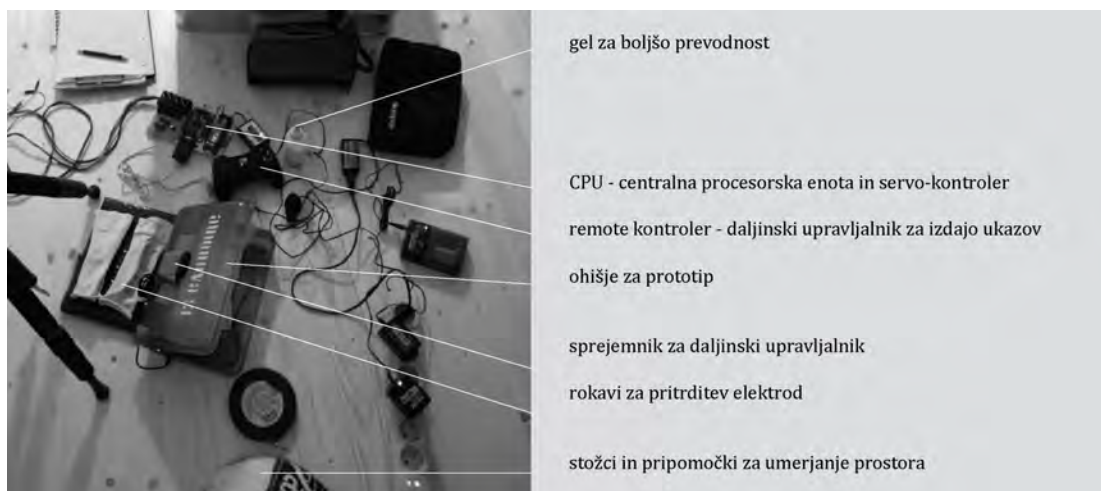 gel za boljšo prevodnost
CPU - centralna procesorska enota in servo-kontroler
remote kontroler - daljinski upravljalnik za izdajo ukazov
ohišje za prototip
sprejemnik za daljinski upravljalnik
rokavi za pritrditev elektrod
stožci in pripomočki za umerjanje prostora